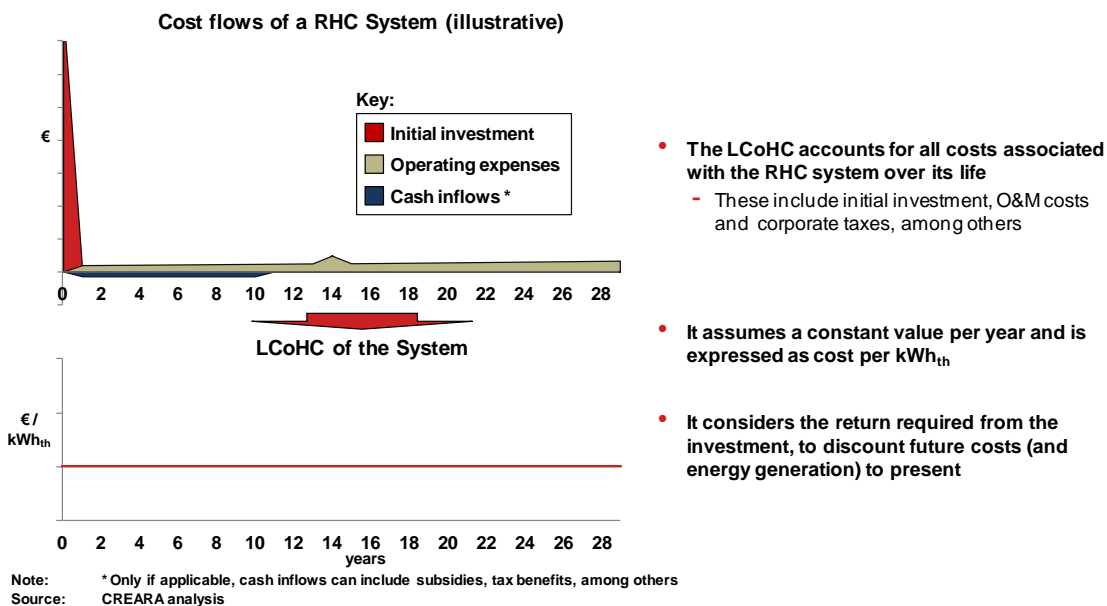 Cost flows of a RHC System (illustrative)
€
Key:
Initial investment
Operating expenses
Cash inflows *
0 2 4 6 8 10 12 14 16 18 20 22 24 26 28
LCoHC of the System
€ /
kWhth
0 2 4 6 8 10 12 14 16 18 20 22 24 26 28
years
• The LCoHC accounts for all costs associated
with the RHC system over its life
- These include initial investment, O&M costs
and corporate taxes, among others
• It assumes a constant value per year and is
expressed as cost per kWhth
• It considers the return required from the
investment, to discount future costs (and
energy generation) to present
Note: * Only if applicable, cash inflows can include subsidies, tax benefits, among others
Source: CREARA analysis